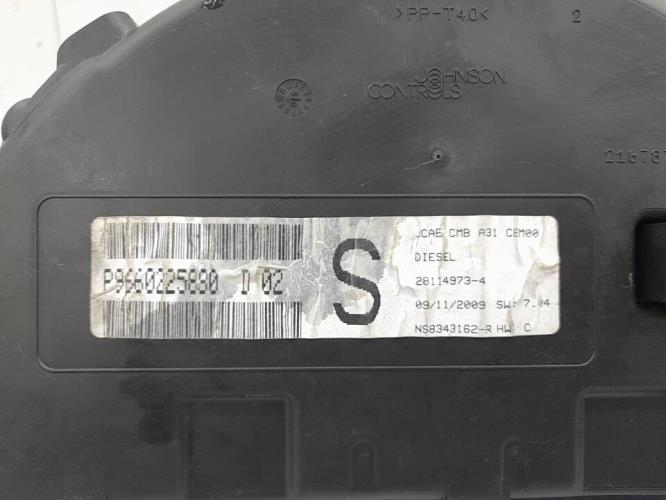 >PP-T40<
2
JOHNSON
CONTROLS
21678
P9660225880 D 02
S
JCAE CMB A31 CEM00
DIESEL
28114973-4
09/11/2009 SW: 7.04
NS8343162-R HW: C